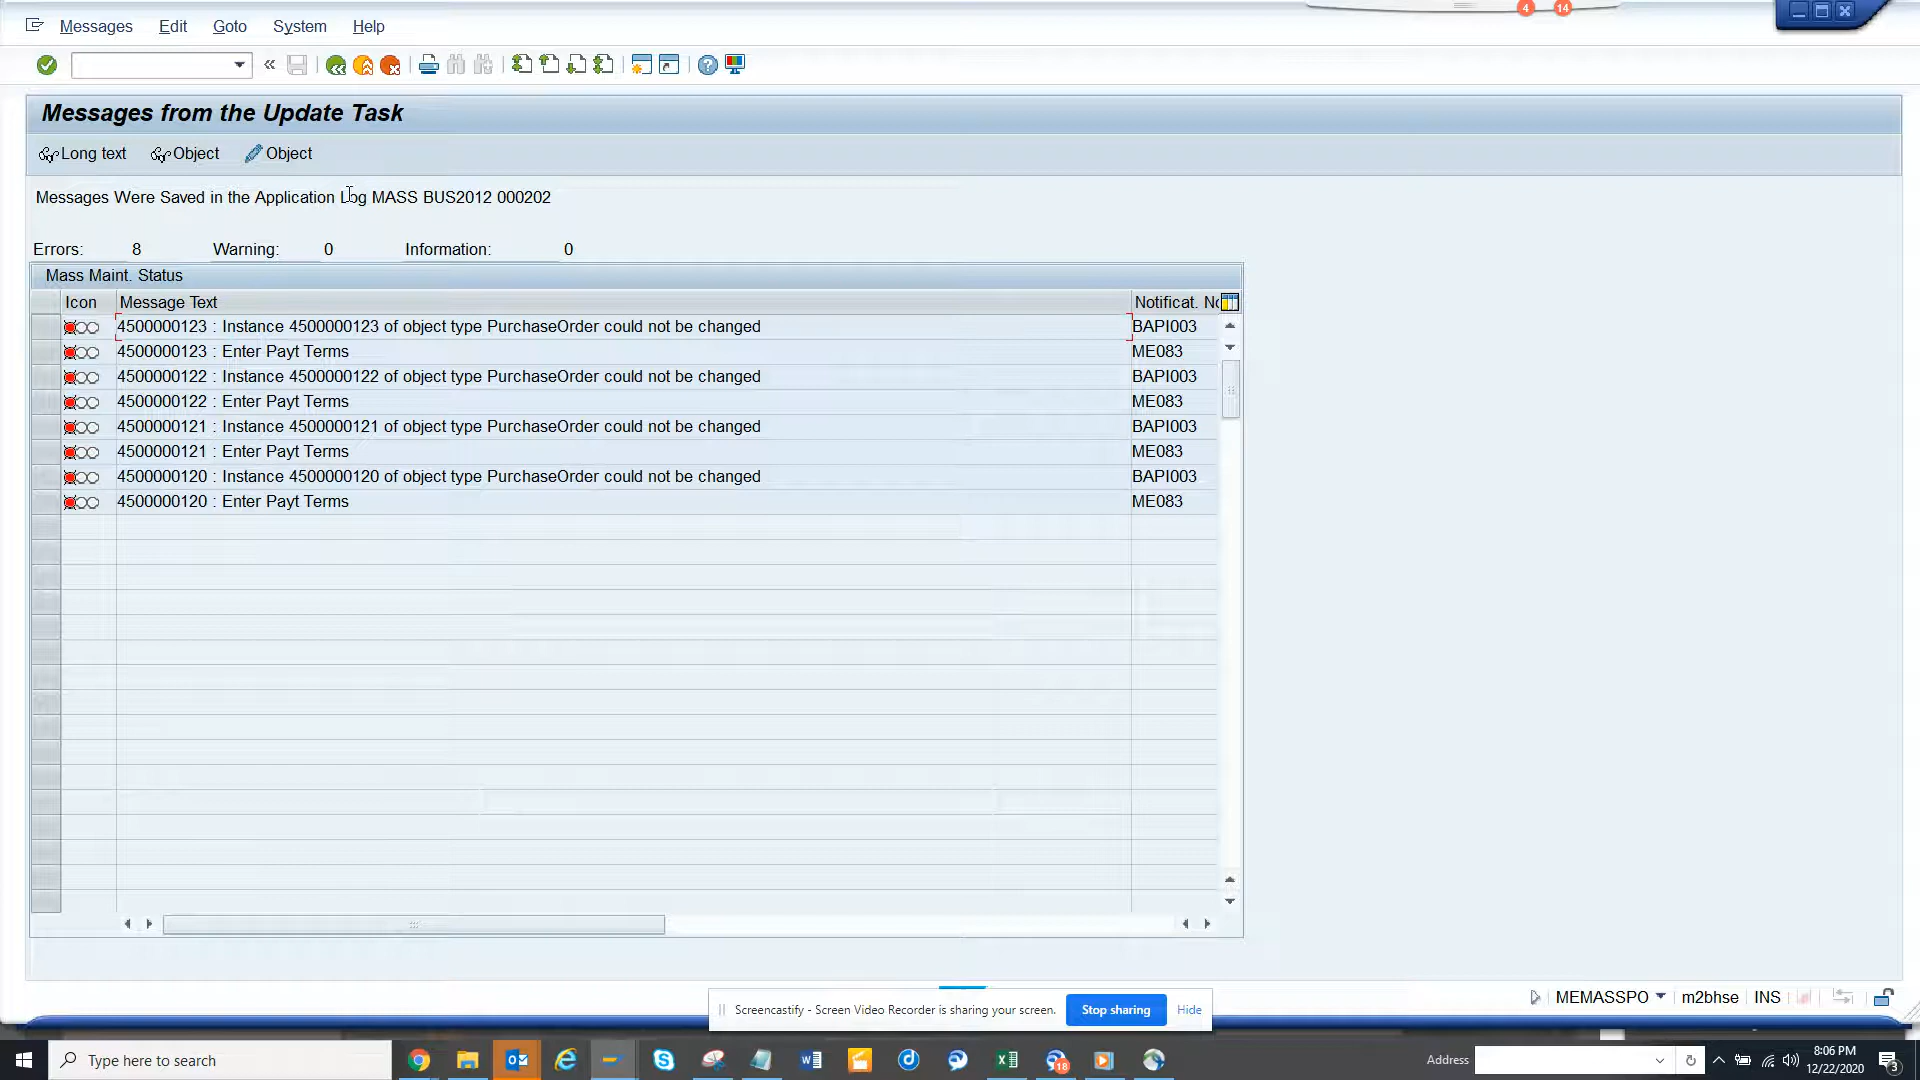 4 14
Messages Edit Goto System Help
Messages from the Update Task
Long text Object Object
Messages Were Saved in the Application Log MASS BUS2012 000202
Errors: 8 Warning: 0 Information: 0
Mass Maint. Status
Icon Message Text Notificat. No
4500000123 : Instance 4500000123 of object type PurchaseOrder could not be changed BAPI003
4500000123 : Enter Payt Terms ME083
4500000122 : Instance 4500000122 of object type PurchaseOrder could not be changed BAPI003
4500000122 : Enter Payt Terms ME083
4500000121 : Instance 4500000121 of object type PurchaseOrder could not be changed BAPI003
4500000121 : Enter Payt Terms ME083
4500000120 : Instance 4500000120 of object type PurchaseOrder could not be changed BAPI003
4500000120 : Enter Payt Terms ME083
MEMASSPO m2bhse INS
Screencastify - Screen Video Recorder is sharing your screen. Stop sharing Hide
Type here to search 18 Address 8:06 PM
12/22/2020 3